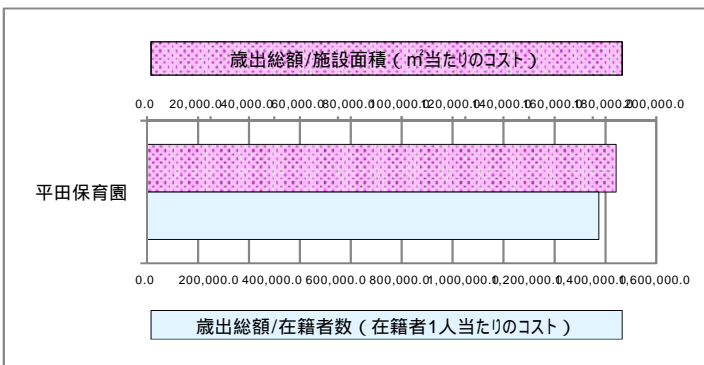 歳出総額/施設面積(㎡当たりのコスト)
0.0 20,000.0 40,000.0 60,000.0 80,000.0 100,000.0 120,000.0 140,000.0 160,000.0 180,000.0 200,000.0
平田保育園
0.0 200,000.0 400,000.0 600,000.0 800,000.0 1,000,000.0 1,200,000.0 1,400,000.0 1,600,000.0
歳出総額/在籍者数(在籍者1人当たりのコスト)